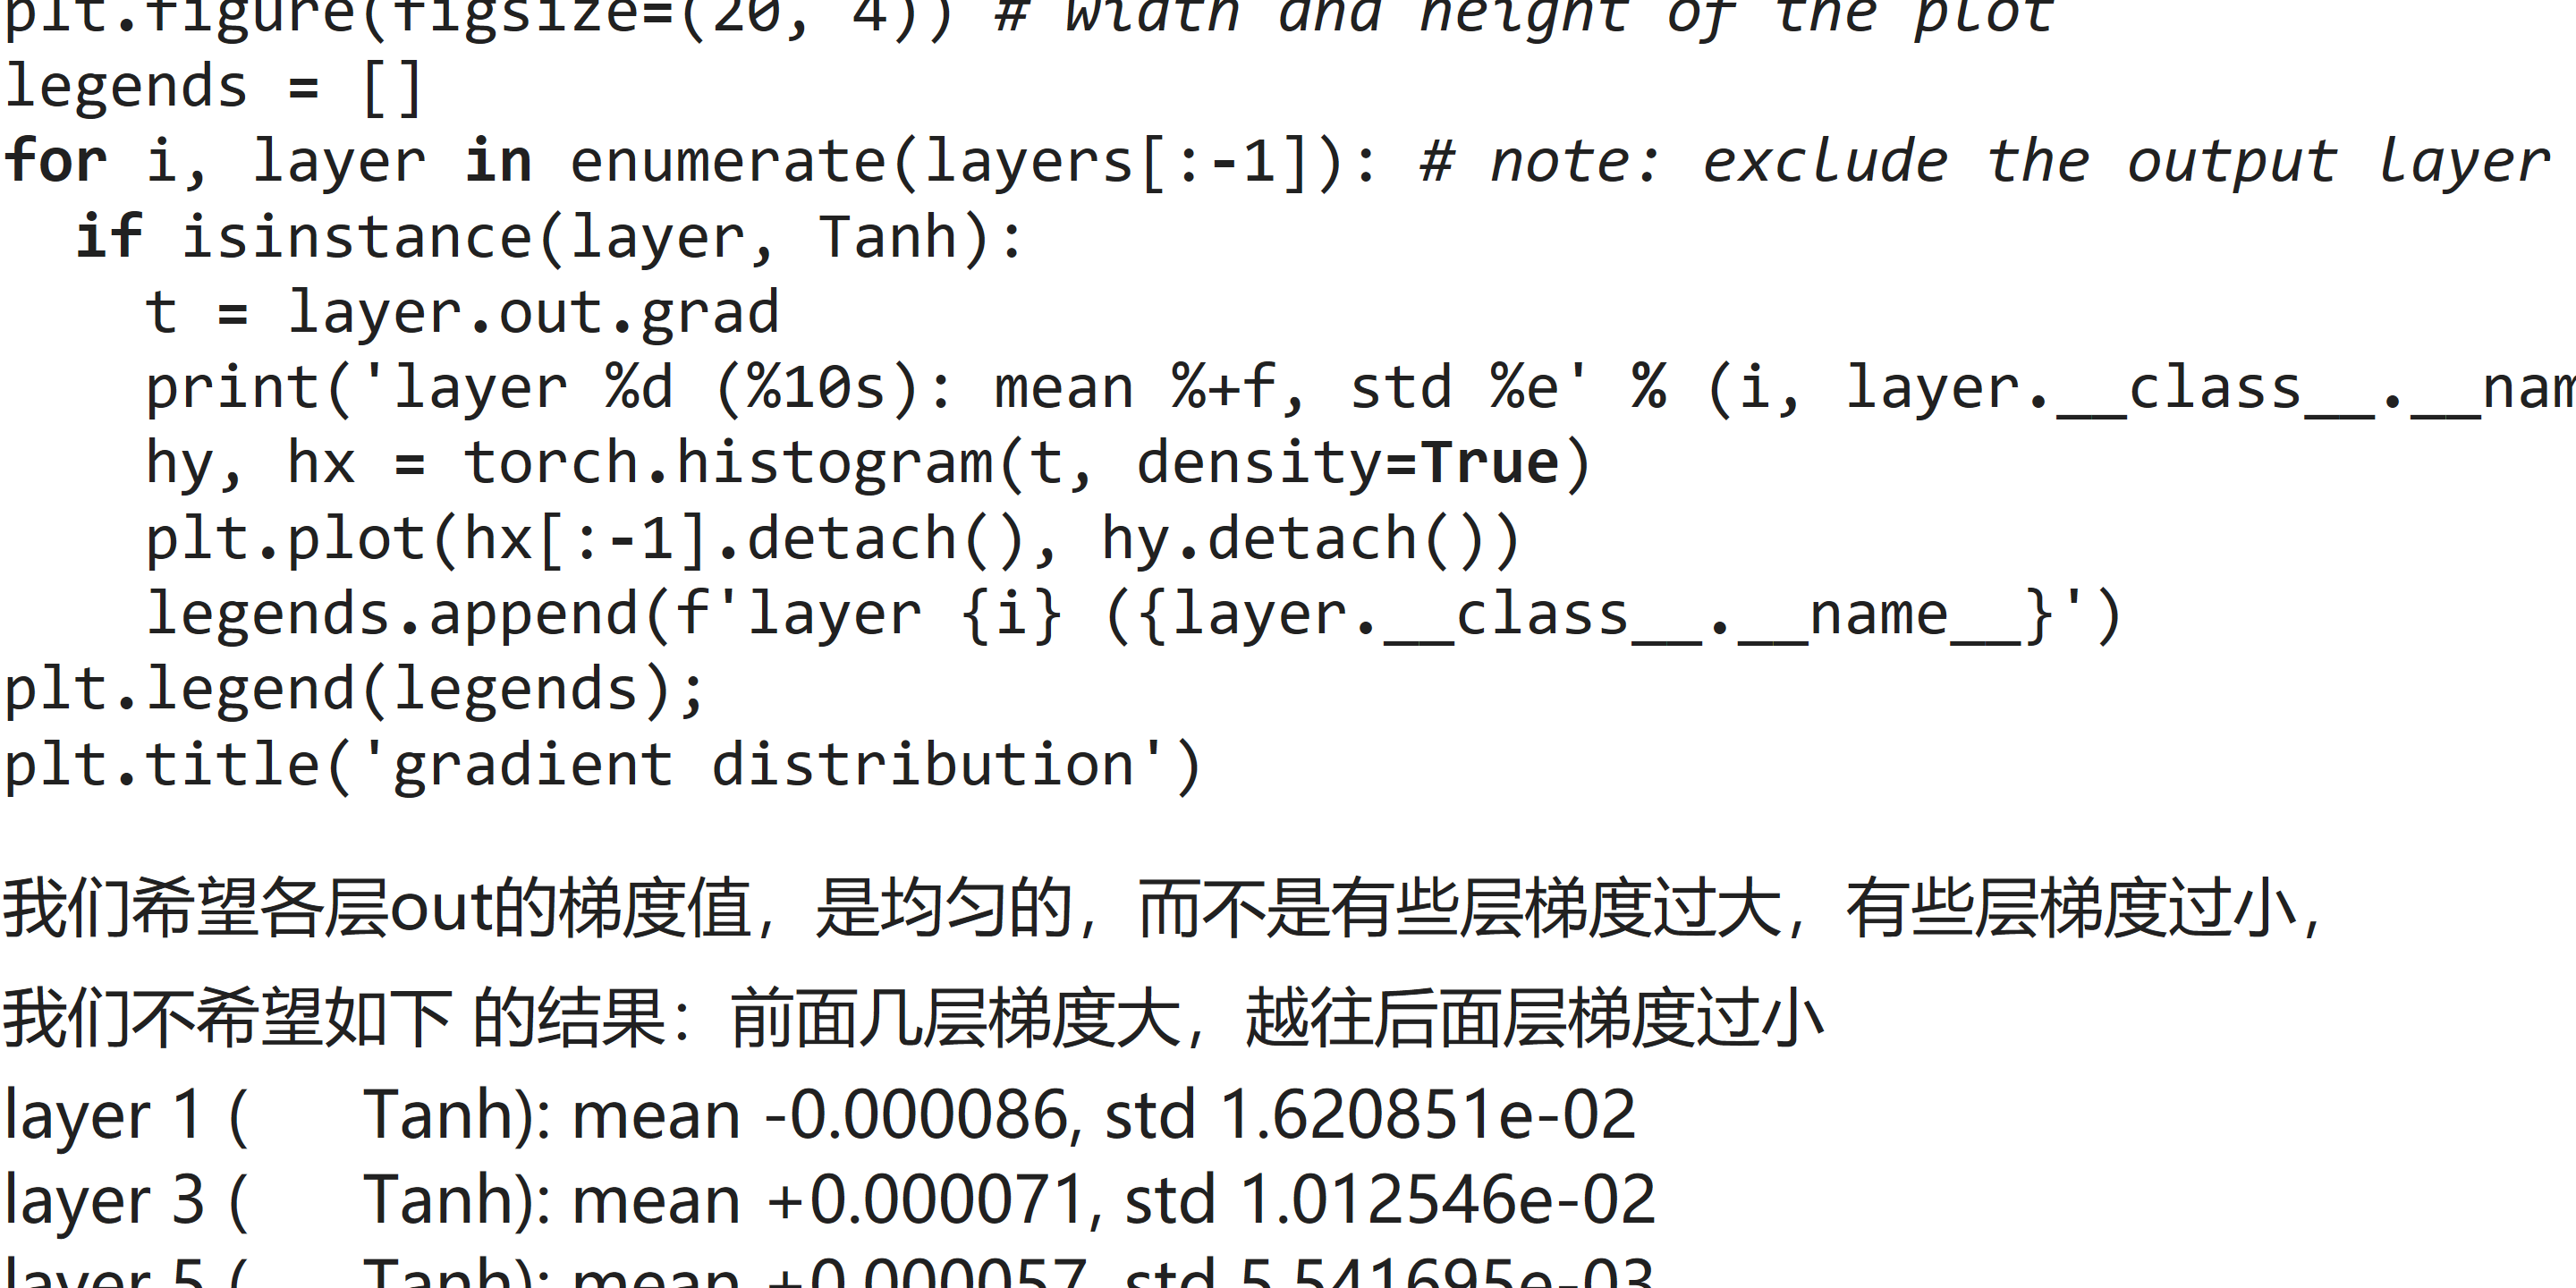 plt.figure(figsize=(20, 4)) # width and height of the plot
legends = []
for i, layer in enumerate(layers[:-1]): # note: exclude the output layer
  if isinstance(layer, Tanh):
    t = layer.out.grad
    print('layer %d (%10s): mean %+f, std %e' % (i, layer.__class__.__nam
    hy, hx = torch.histogram(t, density=True)
    plt.plot(hx[:-1].detach(), hy.detach())
    legends.append(f'layer {i} ({layer.__class__.__name__}')
plt.legend(legends);
plt.title('gradient distribution')
我们希望各层out的梯度值，是均匀的，而不是有些层梯度过大，有些层梯度过小，
我们不希望如下 的结果：前面几层梯度大，越往后面层梯度过小
layer 1 (      Tanh): mean -0.000086, std 1.620851e-02
layer 3 (      Tanh): mean +0.000071, std 1.012546e-02
layer 5 (      Tanh): mean +0.000057, std 5.541695e-03